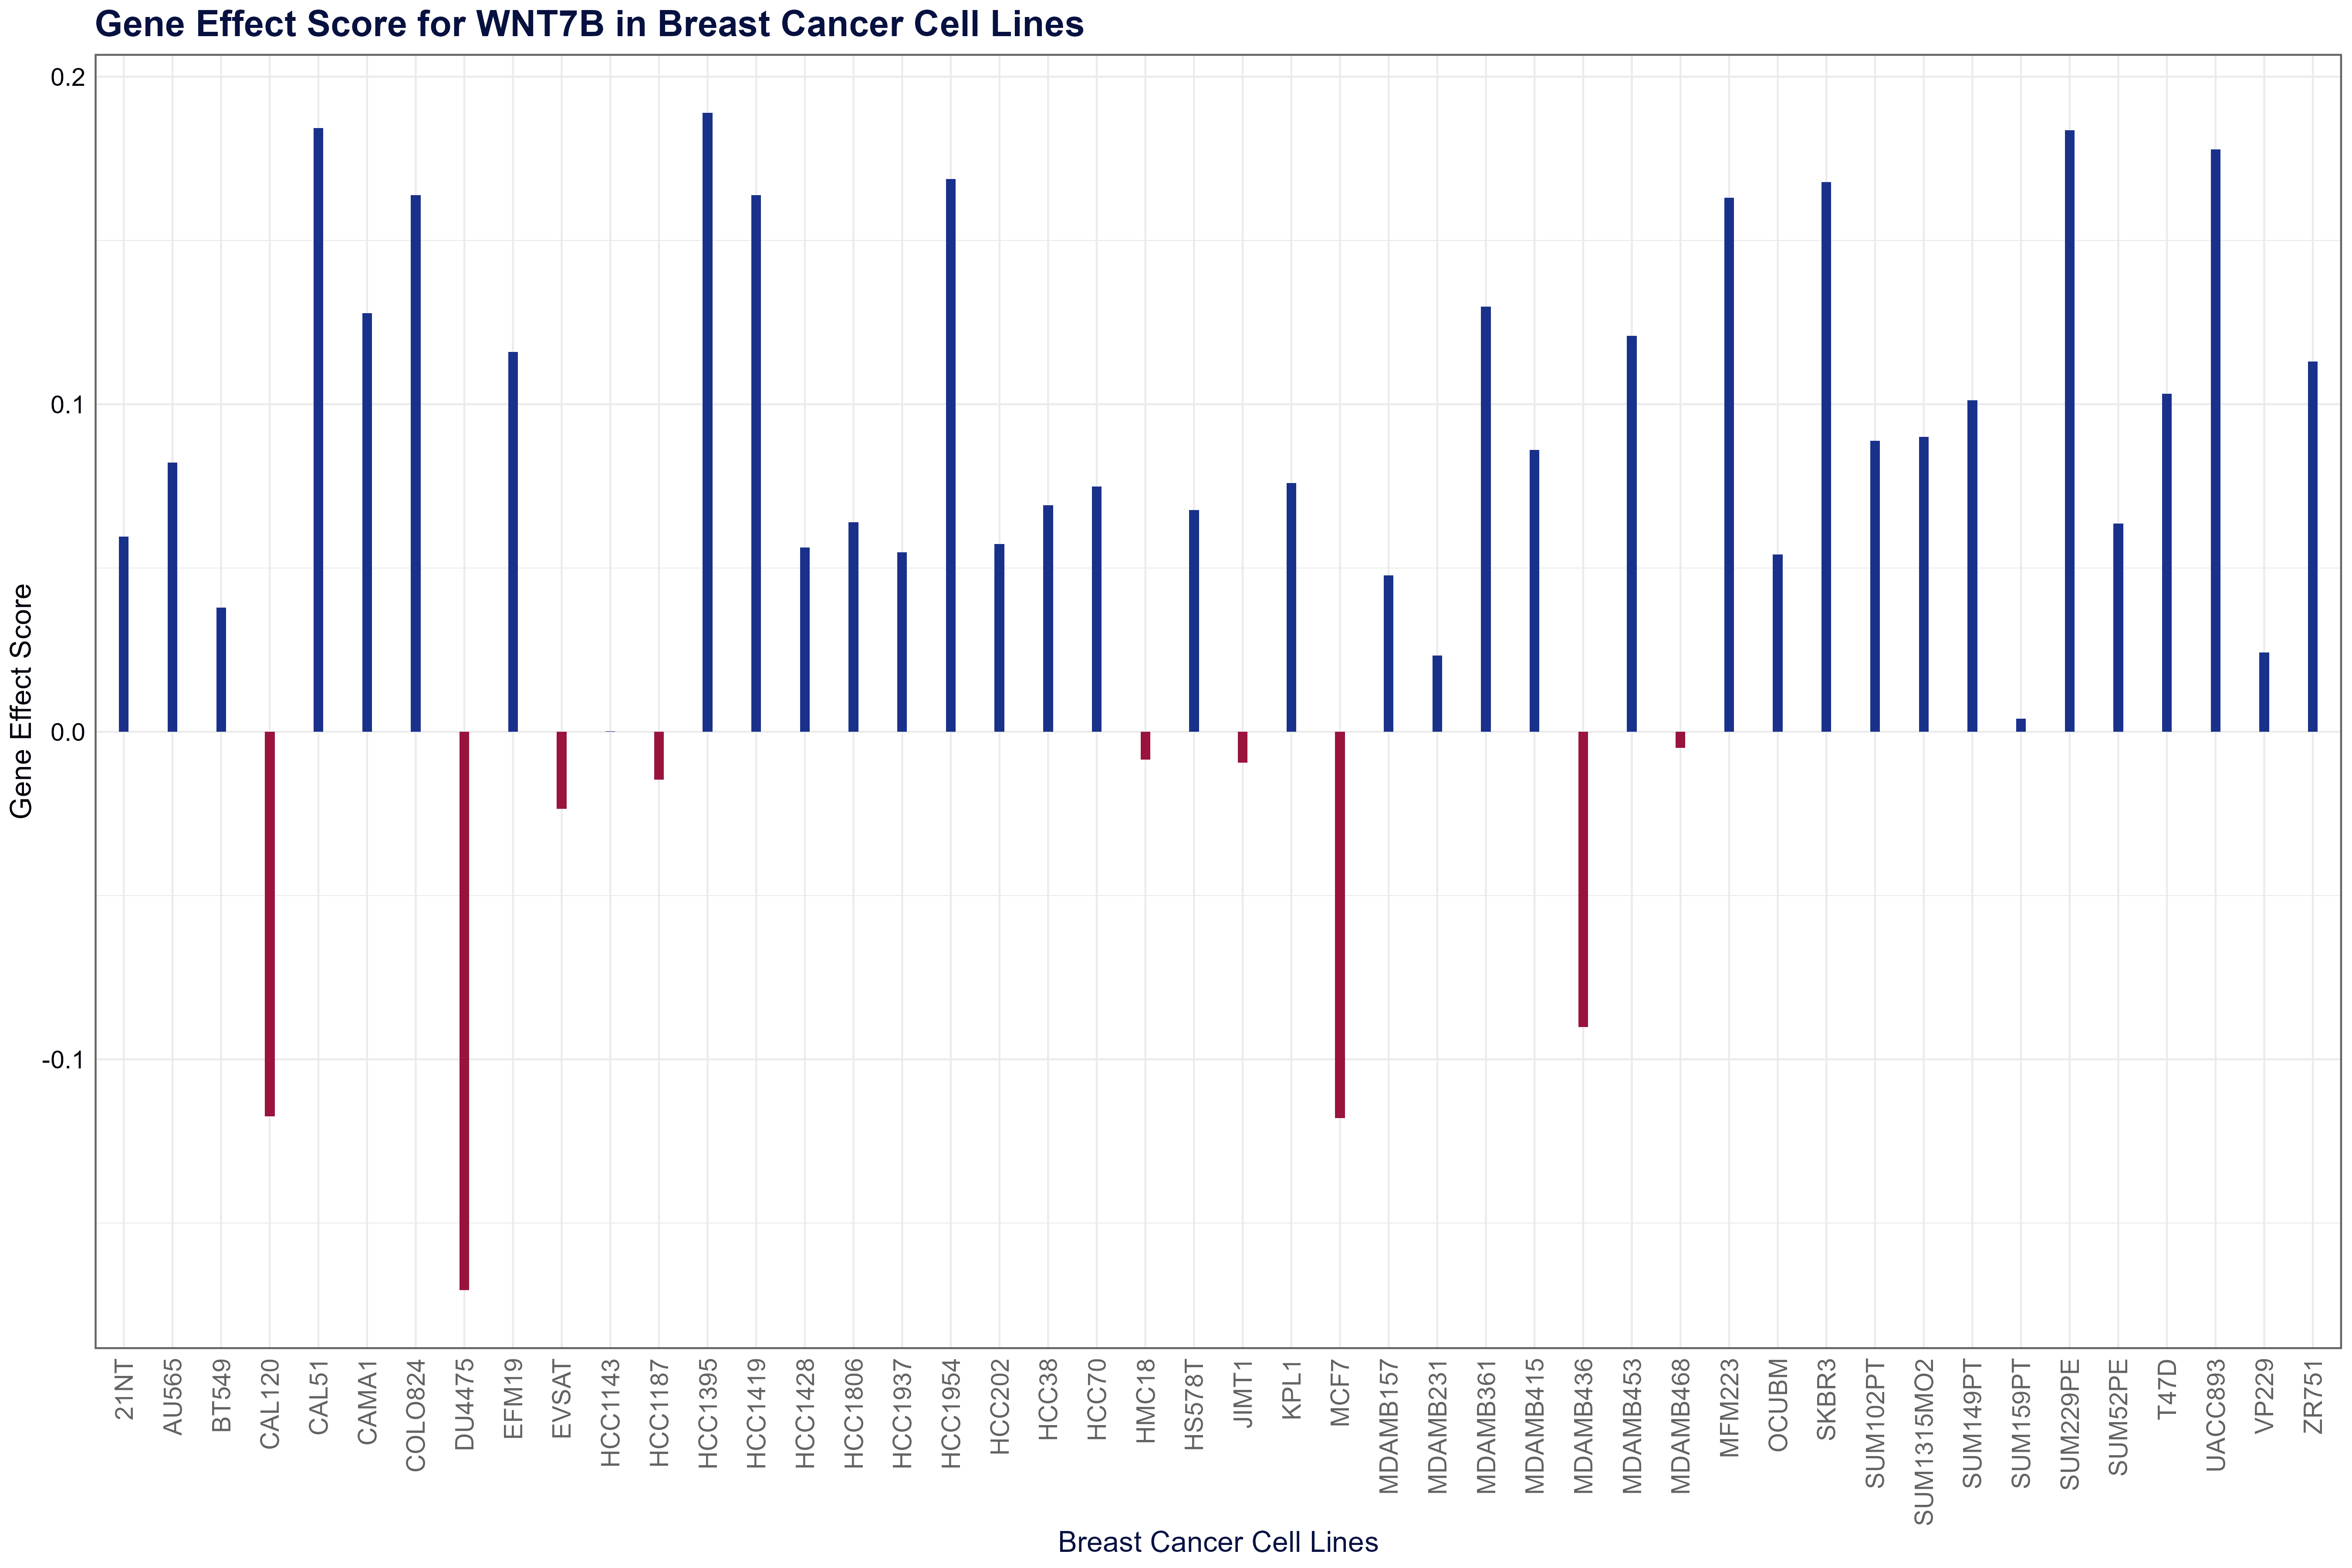 Gene Effect Score for WNT7B in Breast Cancer Cell Lines
Gene Effect Score
0.2
0.1
0.0
-0.1
21NT
AU565
BT549
CAL120
CAL51
CAMA1
COLO824
DU4475
EFM19
EVSAT
HCC1143
HCC1187
HCC1395
HCC1419
HCC1428
HCC1806
HCC1937
HCC1954
HCC202
HCC38
HCC70
HMC18
HS578T
JIMT1
KPL1
MCF7
MDAMB157
MDAMB231
MDAMB361
MDAMB415
MDAMB436
MDAMB453
MDAMB468
MFM223
OCUBM
SKBR3
SUM102PT
SUM1315MO2
SUM149PT
SUM159PT
SUM229PE
SUM52PE
T47D
UACC893
VP229
ZR751
Breast Cancer Cell Lines